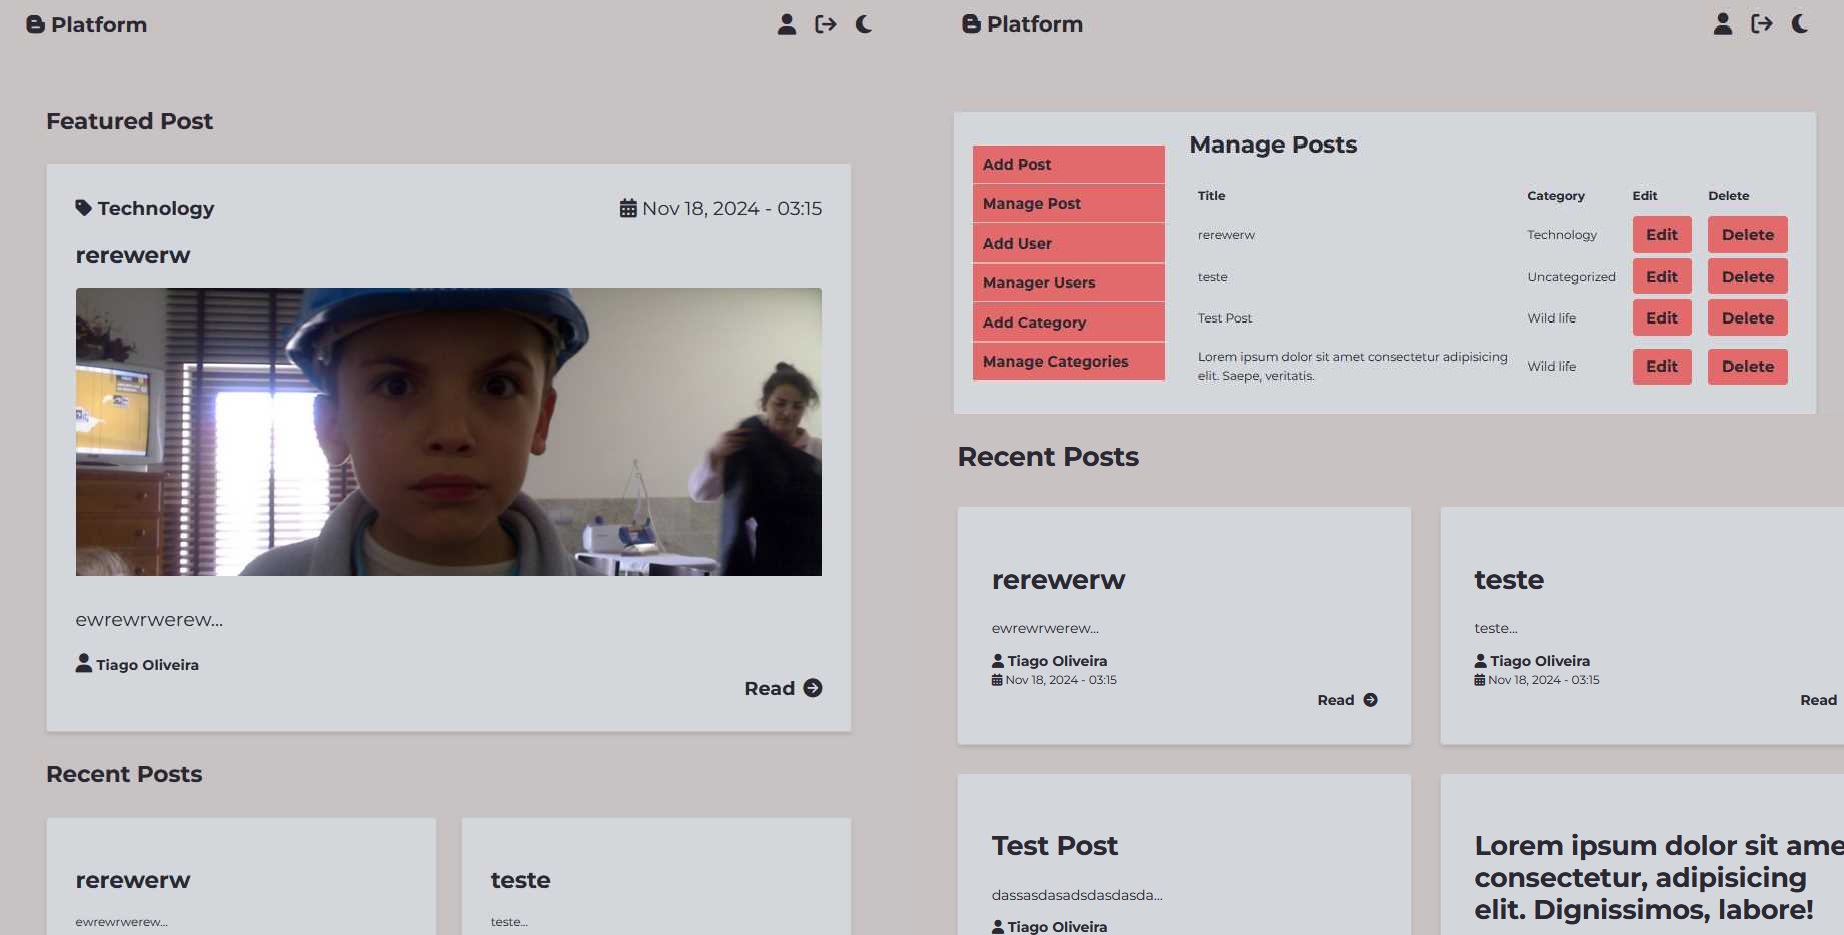 Platform
Featured Post
Technology
Nov 18, 2024 - 03:15
rerewerw
ewrewrwerew...
Tiago Oliveira
Read
Recent Posts
rerewerw
ewrewrwerew...
teste
teste...
Platform
Add Post
Manage Post
Add User
Manager Users
Add Category
Manage Categories
Manage Posts
Title Category Edit Delete
rerewerw Technology Edit Delete
teste Uncategorized Edit Delete
Test Post Wild life Edit Delete
Lorem ipsum dolor sit amet consectetur adipisicing
elit. Saepe, veritatis.
Wild life Edit Delete
Recent Posts
rerewerw
ewrewrwerew...
Tiago Oliveira
Nov 18, 2024 - 03:15
Read
teste
teste...
Tiago Oliveira
Nov 18, 2024 - 03:15
Read
Test Post
dassasdasadsdasdasda...
Tiago Oliveira
Lorem ipsum dolor sit ame
consectetur, adipisicing
elit. Dignissimos, labore!